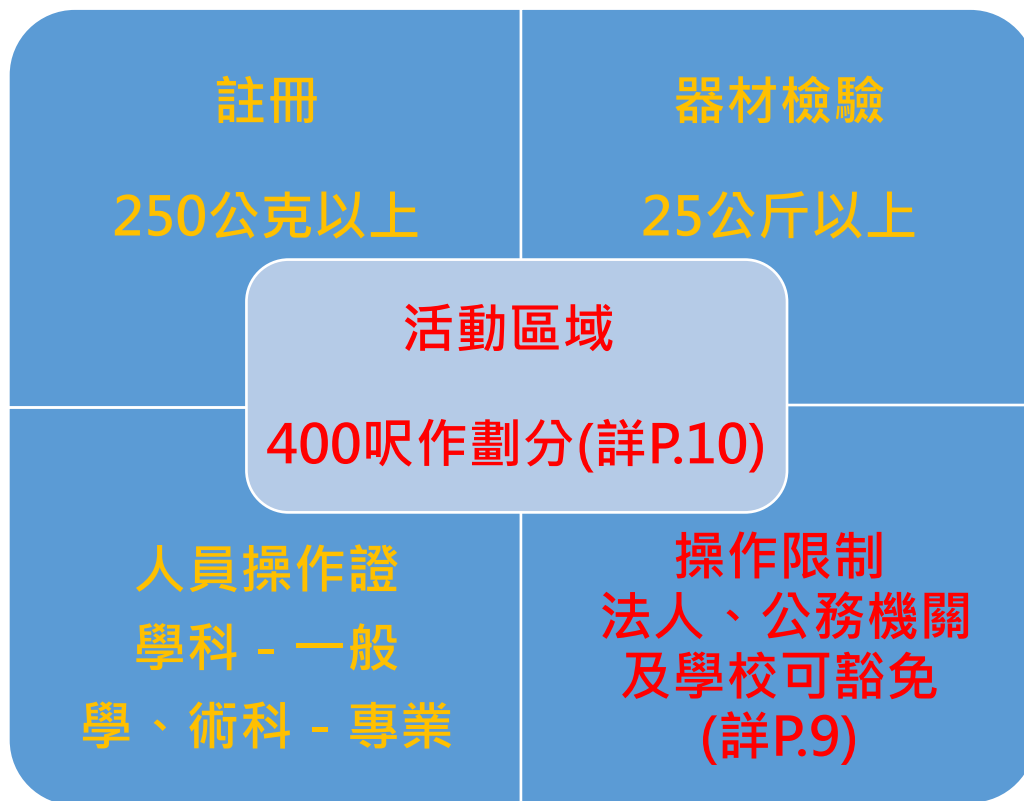 註冊
250公克以上
器材檢驗
25公斤以上
活動區域
400呎作劃分(詳P.10)
人員操作證
學科 - 一般
學、術科 - 專業
操作限制
法人、公務機關
及學校可豁免
(詳P.9)